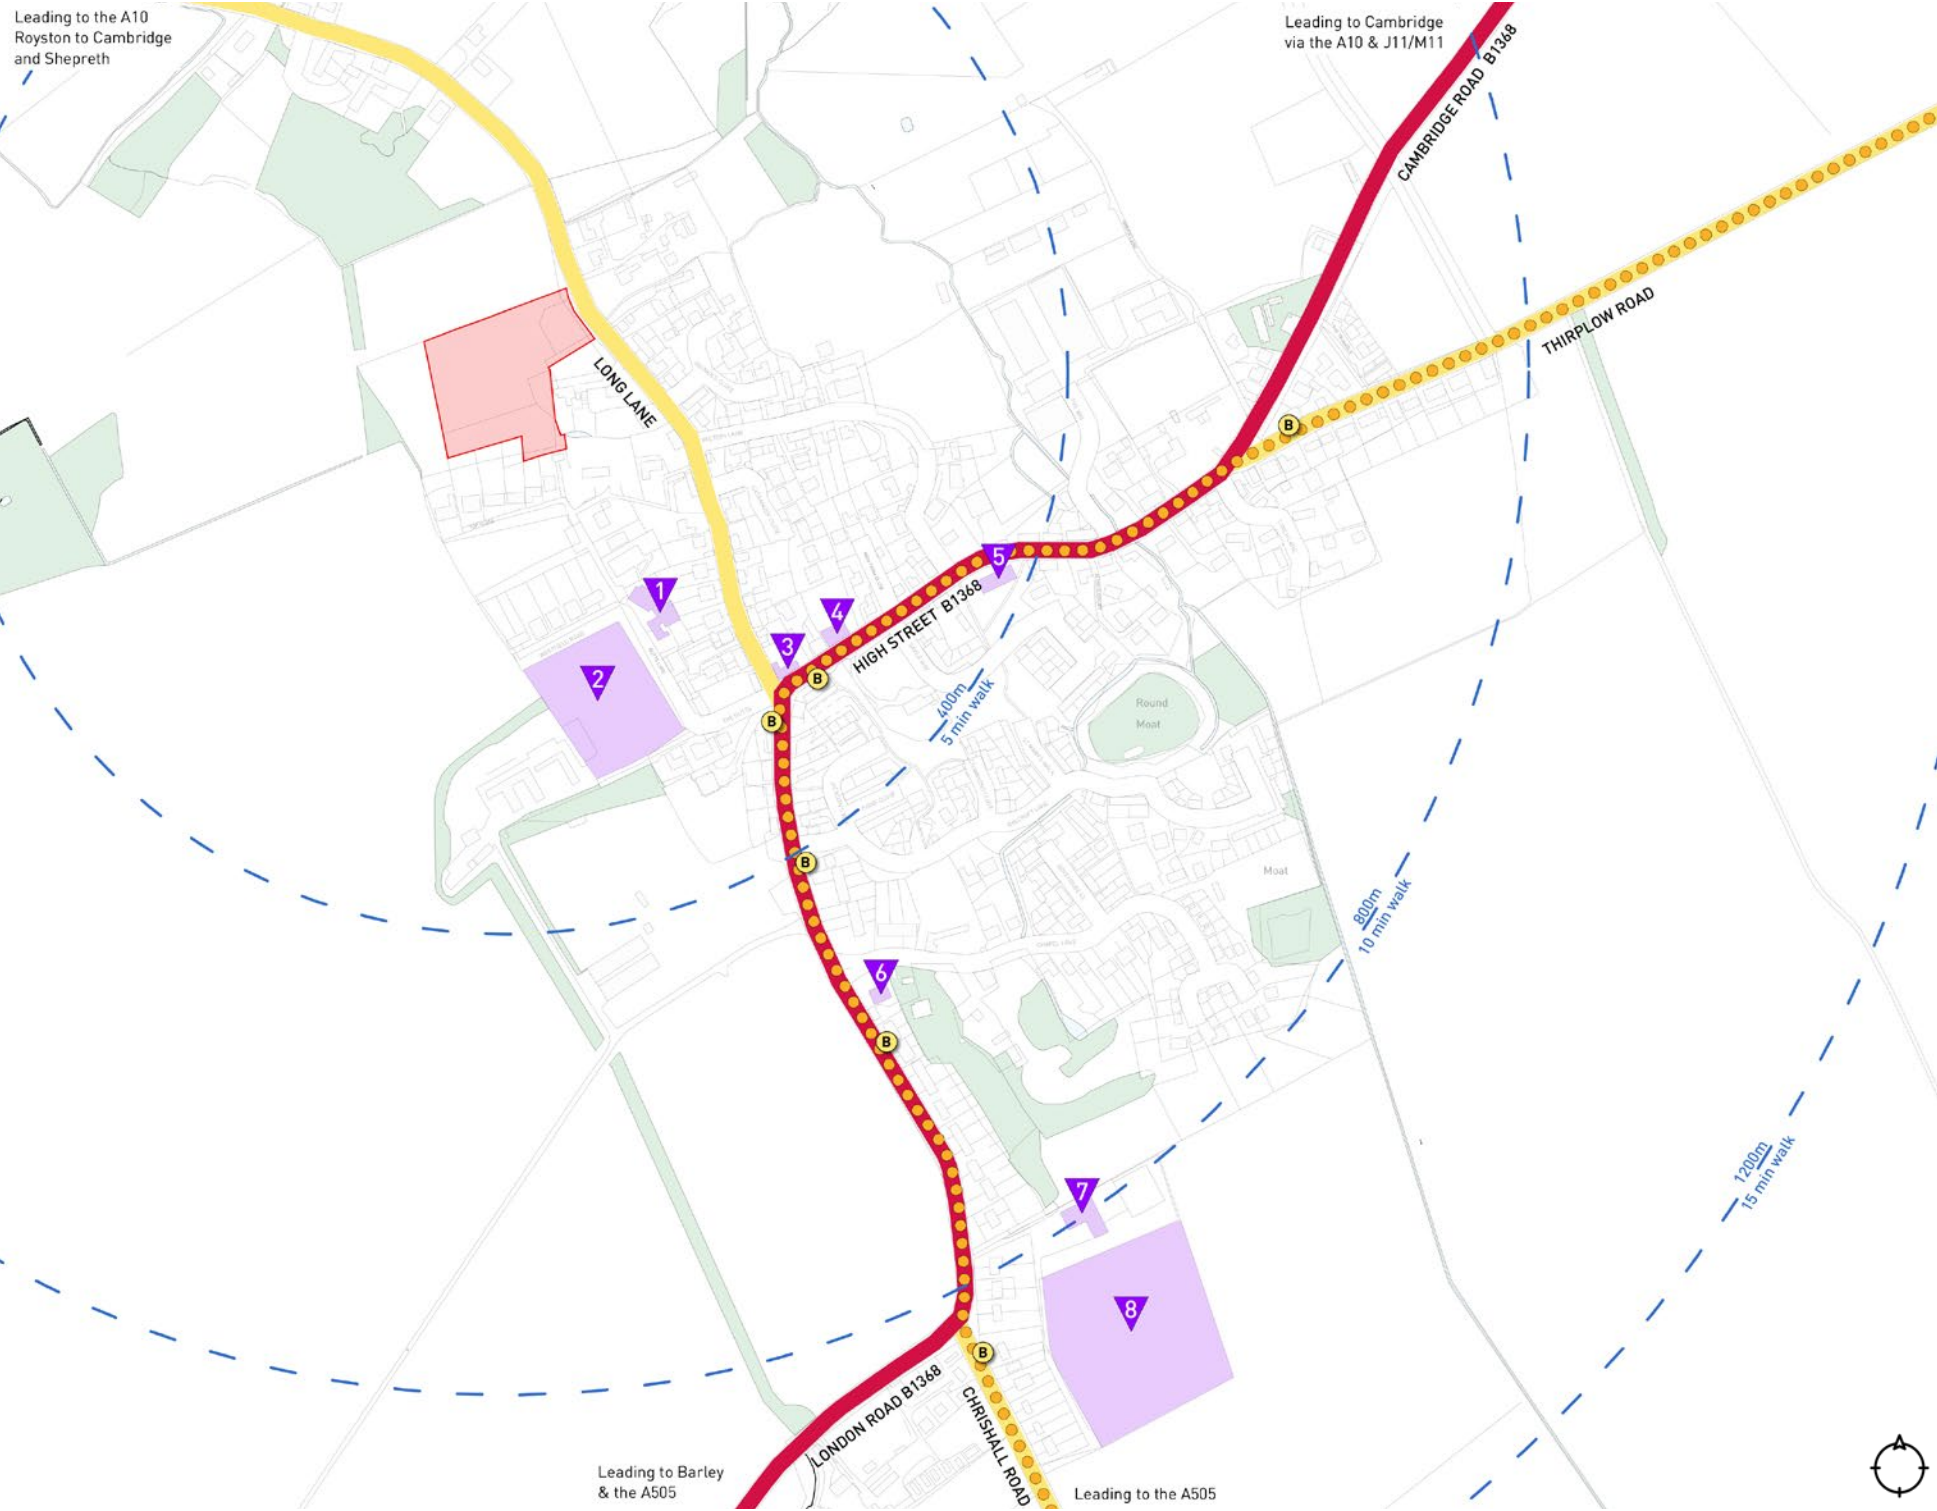 Leading to the A10
Royston to Cambridge
and Shepreth
Leading to Cambridge
via the A10 & J11/M11
CAMBRIDGE ROAD B1368
THIRPLOW ROAD
LONG LANE
B
5
1
4
HIGH STREET B1368
3
2
B
B
400m
5 min walk
Round
Moat
B
Moat
800m
10 min walk
6
CHAPEL LANE
B
1200m
15 min walk
7
8
B
LONDON ROAD B1368
CHRISHALL ROAD
Leading to Barley
& the A505
Leading to the A505